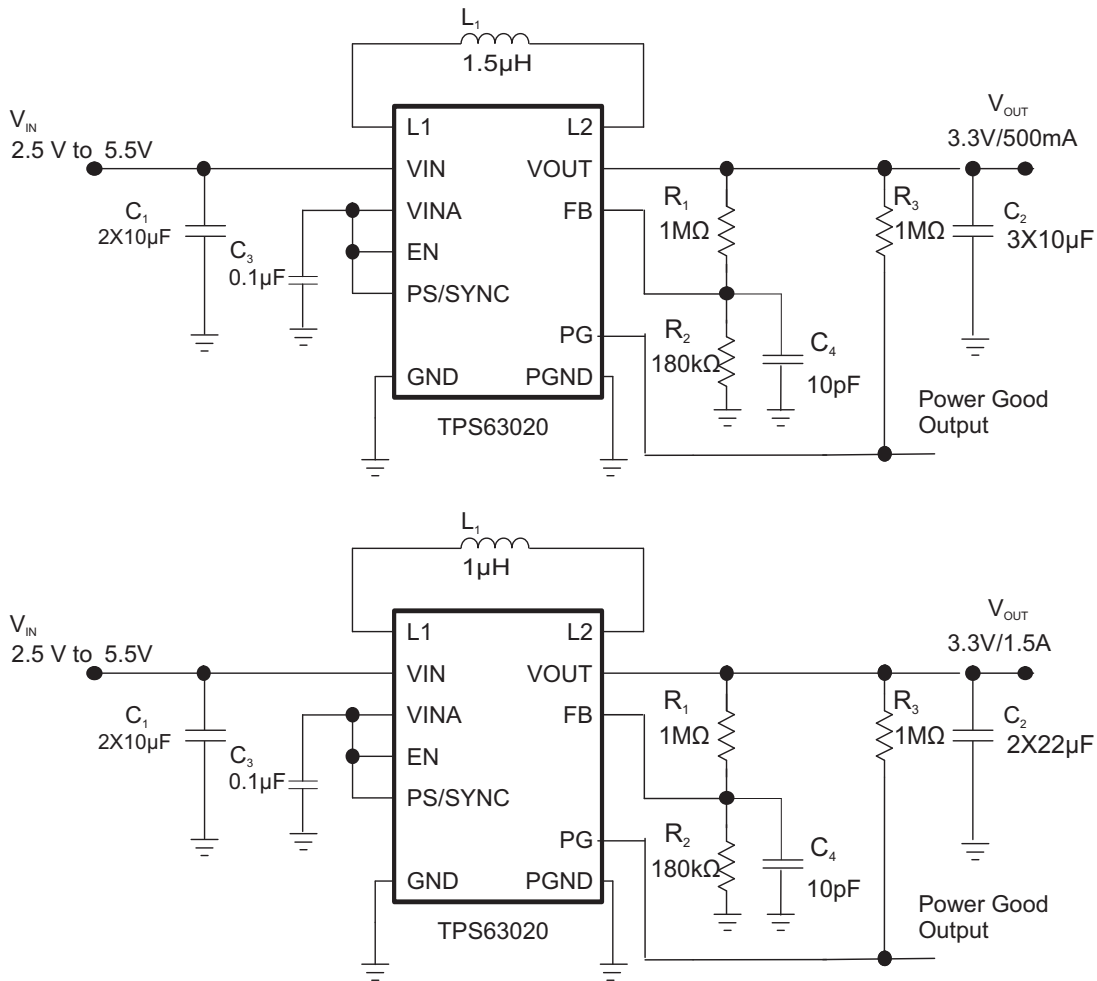 L₁
1.5µH
V_IN
2.5 V to 5.5V
L1
L2
V_OUT
3.3V/500mA
VIN
VOUT
C₁
2X10µF
C₃
0.1µF
VINA
FB
R₁
1MΩ
R₃
1MΩ
C₂
3X10µF
EN
PS/SYNC
PG
R₂
180kΩ
C₄
10pF
GND
PGND
Power Good
Output
TPS63020
L₁
1µH
V_IN
2.5 V to 5.5V
L1
L2
V_OUT
3.3V/1.5A
VIN
VOUT
C₁
2X10µF
C₃
0.1µF
VINA
FB
R₁
1MΩ
R₃
1MΩ
C₂
2X22µF
EN
PS/SYNC
PG
R₂
180kΩ
C₄
10pF
GND
PGND
Power Good
Output
TPS63020